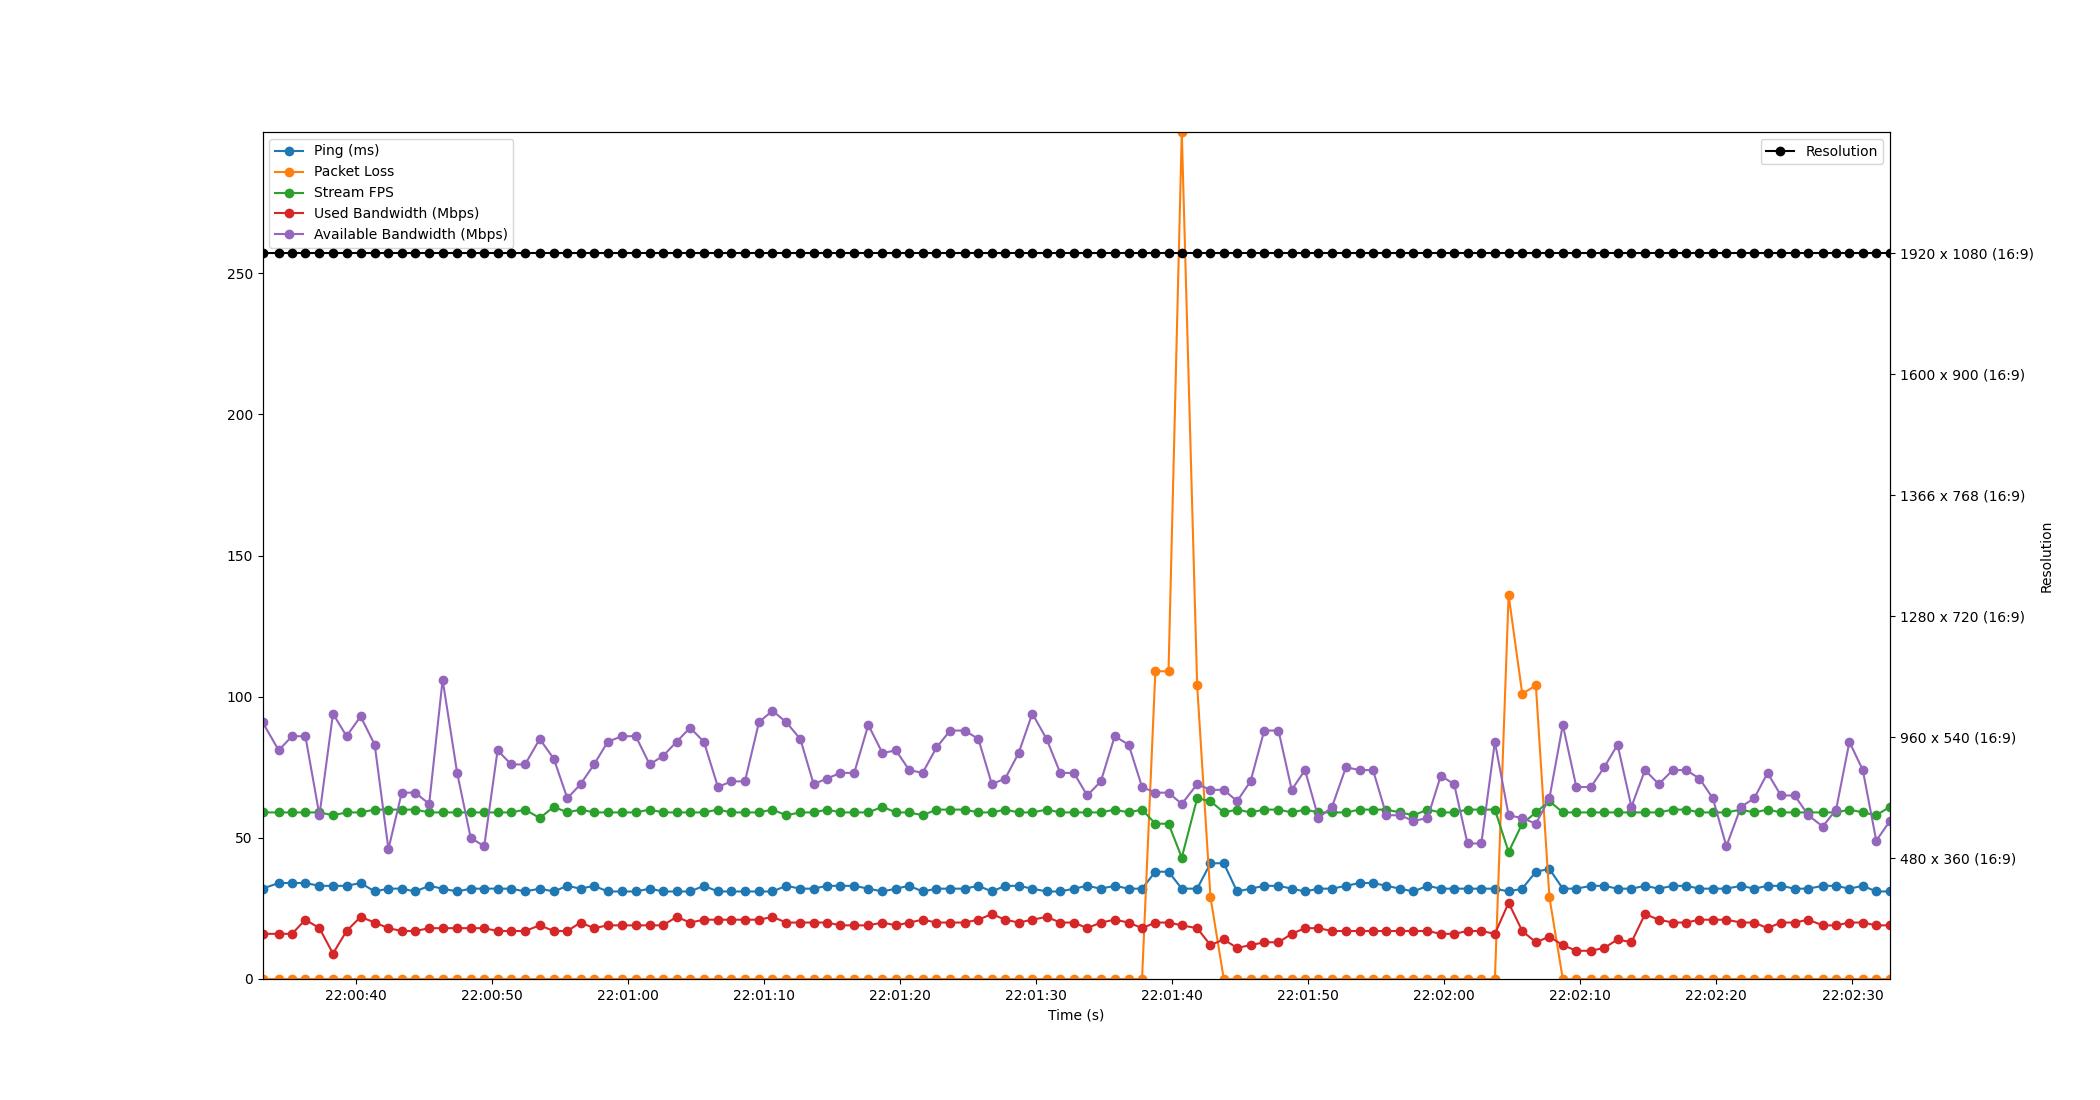 Ping (ms)
Packet Loss
Stream FPS
Used Bandwidth (Mbps)
Available Bandwidth (Mbps)
Resolution
250
200
150
100
50
0
1920 x 1080 (16:9)
1600 x 900 (16:9)
1366 x 768 (16:9)
1280 x 720 (16:9)
960 x 540 (16:9)
480 x 360 (16:9)
Resolution
22:00:40 22:00:50 22:01:00 22:01:10 22:01:20 22:01:30 22:01:40 22:01:50 22:02:00 22:02:10 22:02:20 22:02:30
Time (s)